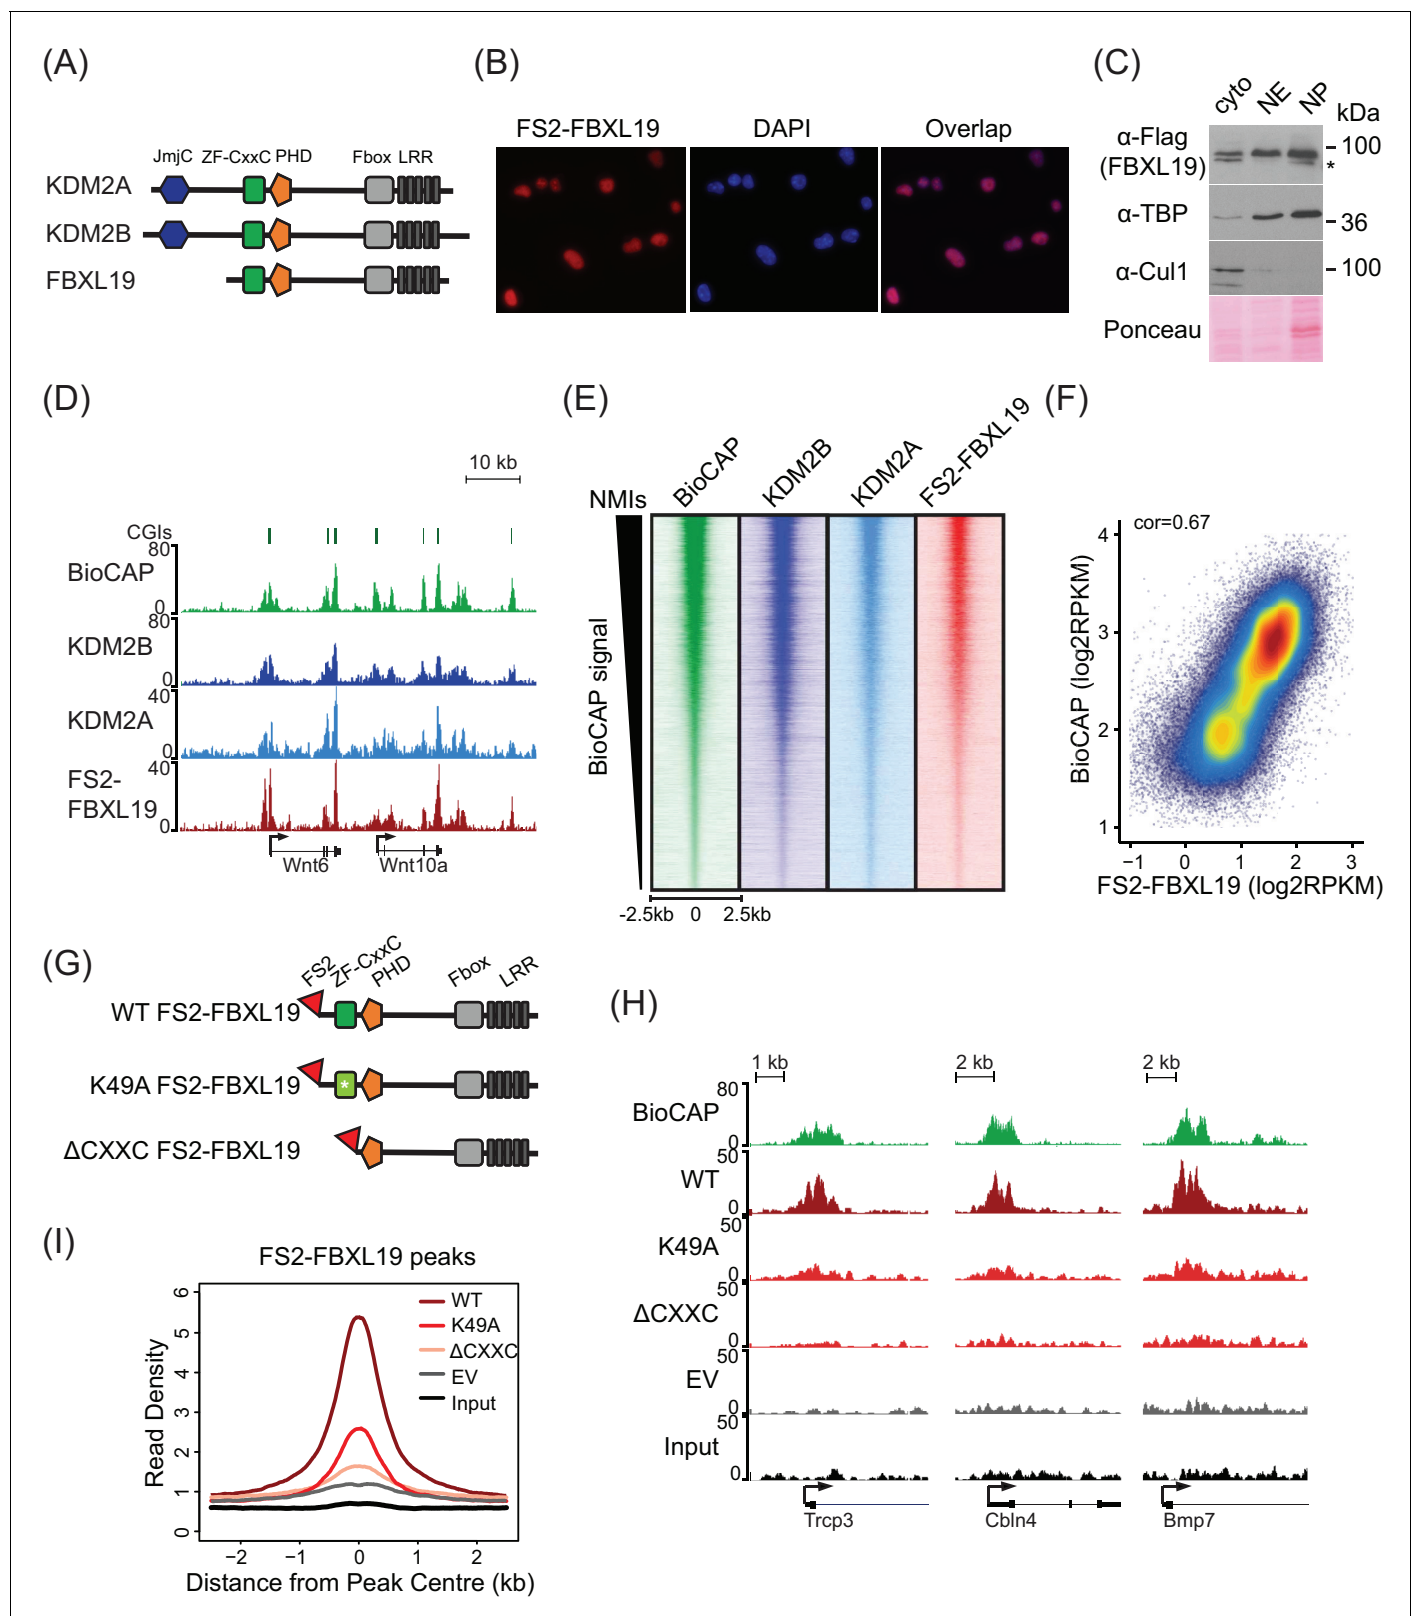 (A)
JmjC ZF-CxxC PHD Fbox LRR
KDM2A
KDM2B
FBXL19
(B)
FS2-FBXL19 DAPI Overlap
(C)
cyto NE NP kDa
α-Flag
(FBXL19)
100
*
α-TBP
36
α-Cul1
100
Ponceau
(D)
10 kb
CGIs
80
BioCAP
0
80
KDM2B
0
40
KDM2A
0
40
FS2-
FBXL19
0
Wnt6 Wnt10a
(E)
NMIs
BioCAP KDM2B KDM2A FS2-FBXL19
BioCAP signal
-2.5kb 0 2.5kb
(F)
cor=0.67
BioCAP (log2RPKM)
4
3
2
1
−1 0 1 2 3
FS2-FBXL19 (log2RPKM)
(G)
FS2 ZF-CxxC PHD Fbox LRR
WT FS2-FBXL19
K49A FS2-FBXL19
*
ΔCXXC FS2-FBXL19
(H)
1 kb 2 kb 2 kb
80
BioCAP
0
50
WT
0
50
K49A
0
50
ΔCXXC
0
50
EV
0
50
Input
0
Trcp3 Cbln4 Bmp7
(I)
FS2-FBXL19 peaks
Read Density
6
5
4
3
2
1
0
WT
K49A
ΔCXXC
EV
Input
−2 −1 0 1 2
Distance from Peak Centre (kb)